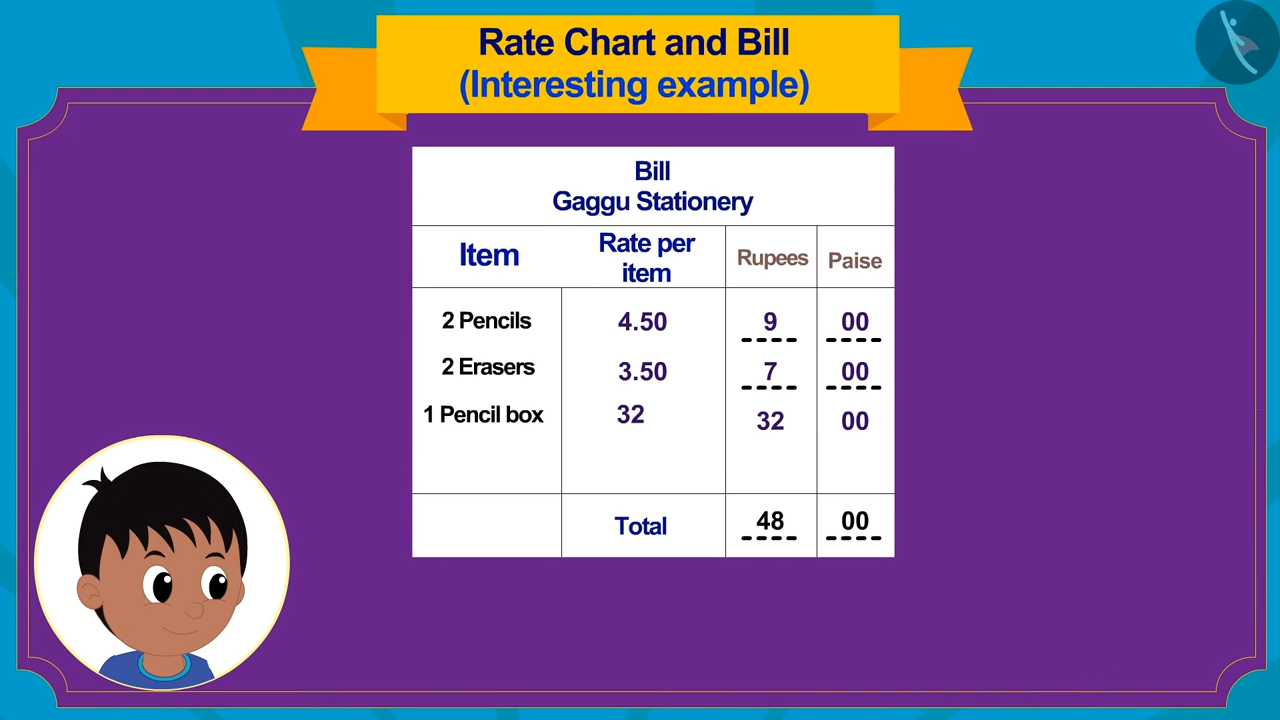 Rate Chart and Bill
(Interesting example)
Bill
Gaggu Stationery
Item Rate per item Rupees Paise
2 Pencils 4.50 9 00
2 Erasers 3.50 7 00
1 Pencil box 32 32 00
Total 48 00